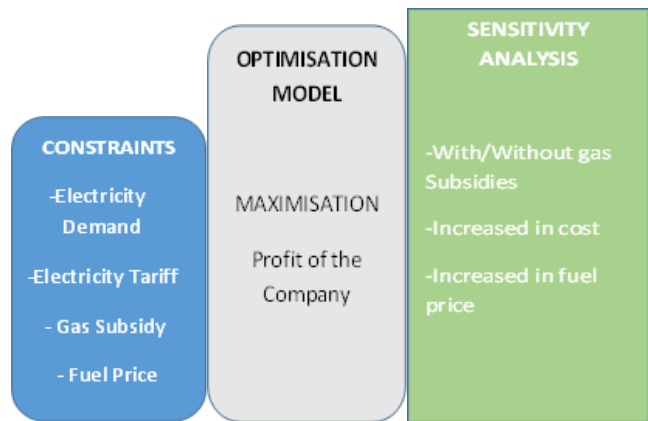 CONSTRAINTS
-Electricity
Demand
-Electricity Tariff
- Gas Subsidy
- Fuel Price
OPTIMISATION
MODEL
MAXIMISATION
Profit of the
Company
SENSITIVITY
ANALYSIS
-With/Without gas
Subsidies
-Increased in cost
-Increased in fuel
price